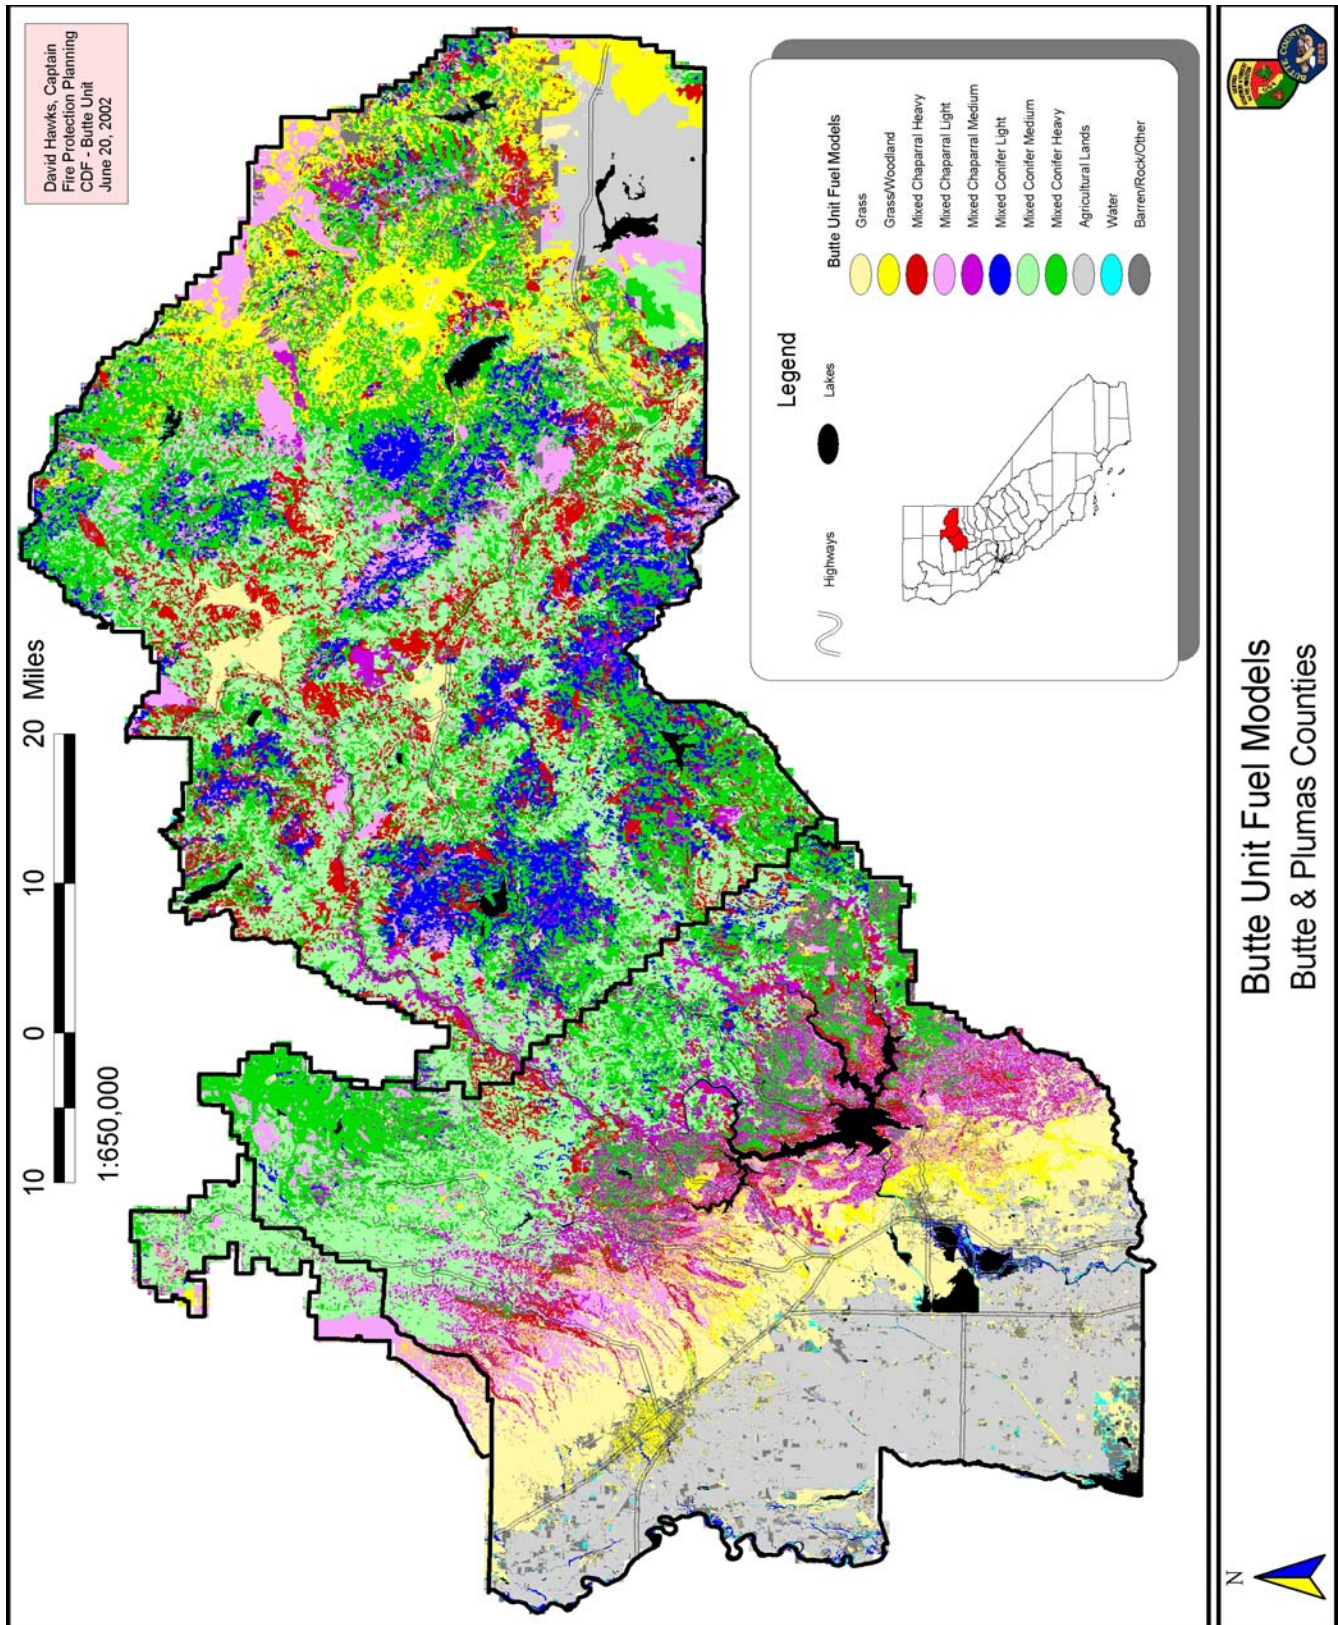 David Hawks, Captain
Fire Protection Planning
CDF - Butte Unit
June 20, 2002
10 0 10 20 Miles
1:650,000
Legend
Highways
Lakes
Butte Unit Fuel Models
Grass
Grass/Woodland
Mixed Chaparral Heavy
Mixed Chaparral Light
Mixed Chaparral Medium
Mixed Conifer Light
Mixed Conifer Medium
Mixed Conifer Heavy
Agricultural Lands
Water
Barren/Rock/Other
N
Butte Unit Fuel Models
Butte & Plumas Counties
BUTTE COUNTY
FIRE